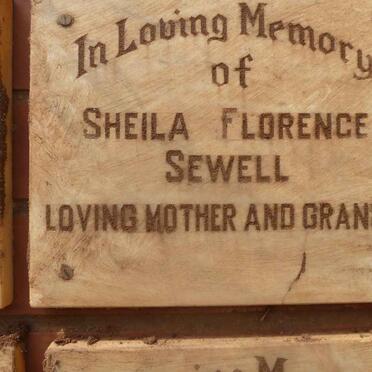 In Loving Memory
of
SHEILA FLORENCE
SEWELL
LOVING MOTHER AND GRAN